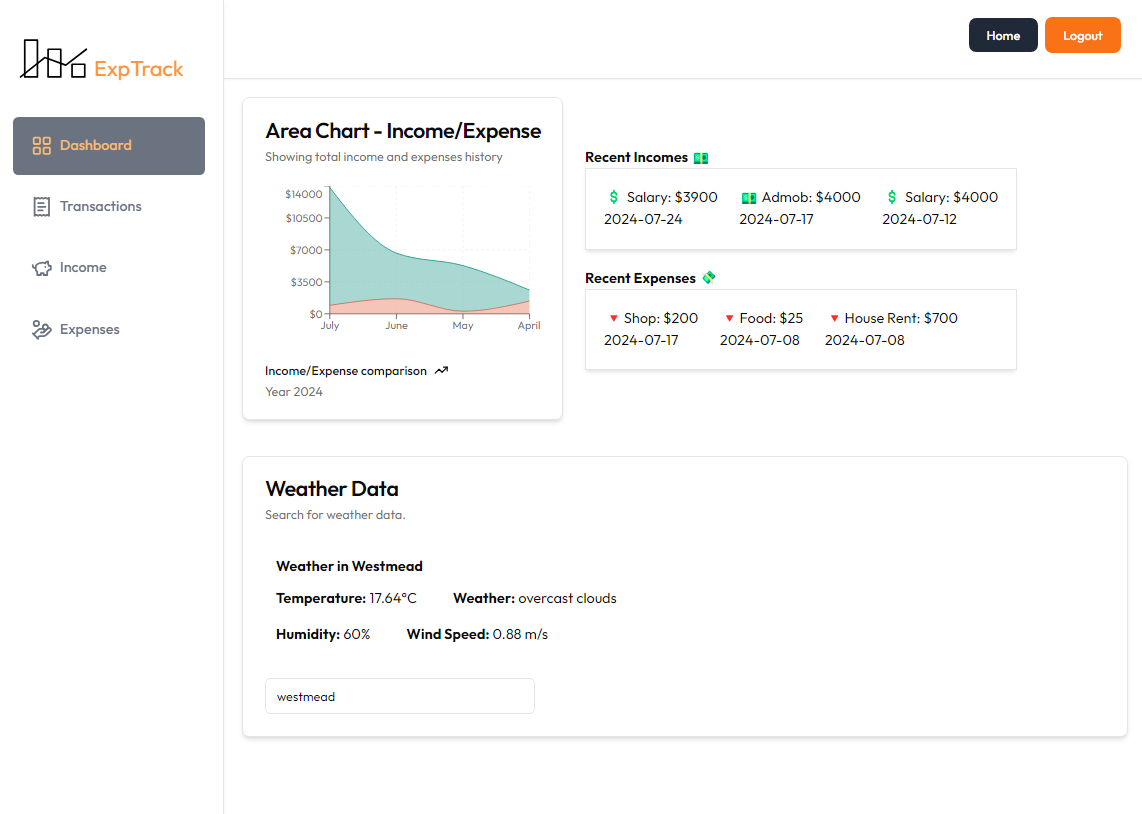 Home
Logout
ExpTrack
Dashboard
Transactions
Income
Expenses
Area Chart - Income/Expense
Showing total income and expenses history
$14000
$10500
$7000
$3500
$0
July June May April
Income/Expense comparison
Year 2024
Recent Incomes
Salary: $3900
2024-07-24
Admob: $4000
2024-07-17
Salary: $4000
2024-07-12
Recent Expenses
Shop: $200
2024-07-17
Food: $25
2024-07-08
House Rent: $700
2024-07-08
Weather Data
Search for weather data.
Weather in Westmead
Temperature: 17.64°C Weather: overcast clouds
Humidity: 60% Wind Speed: 0.88 m/s
westmead